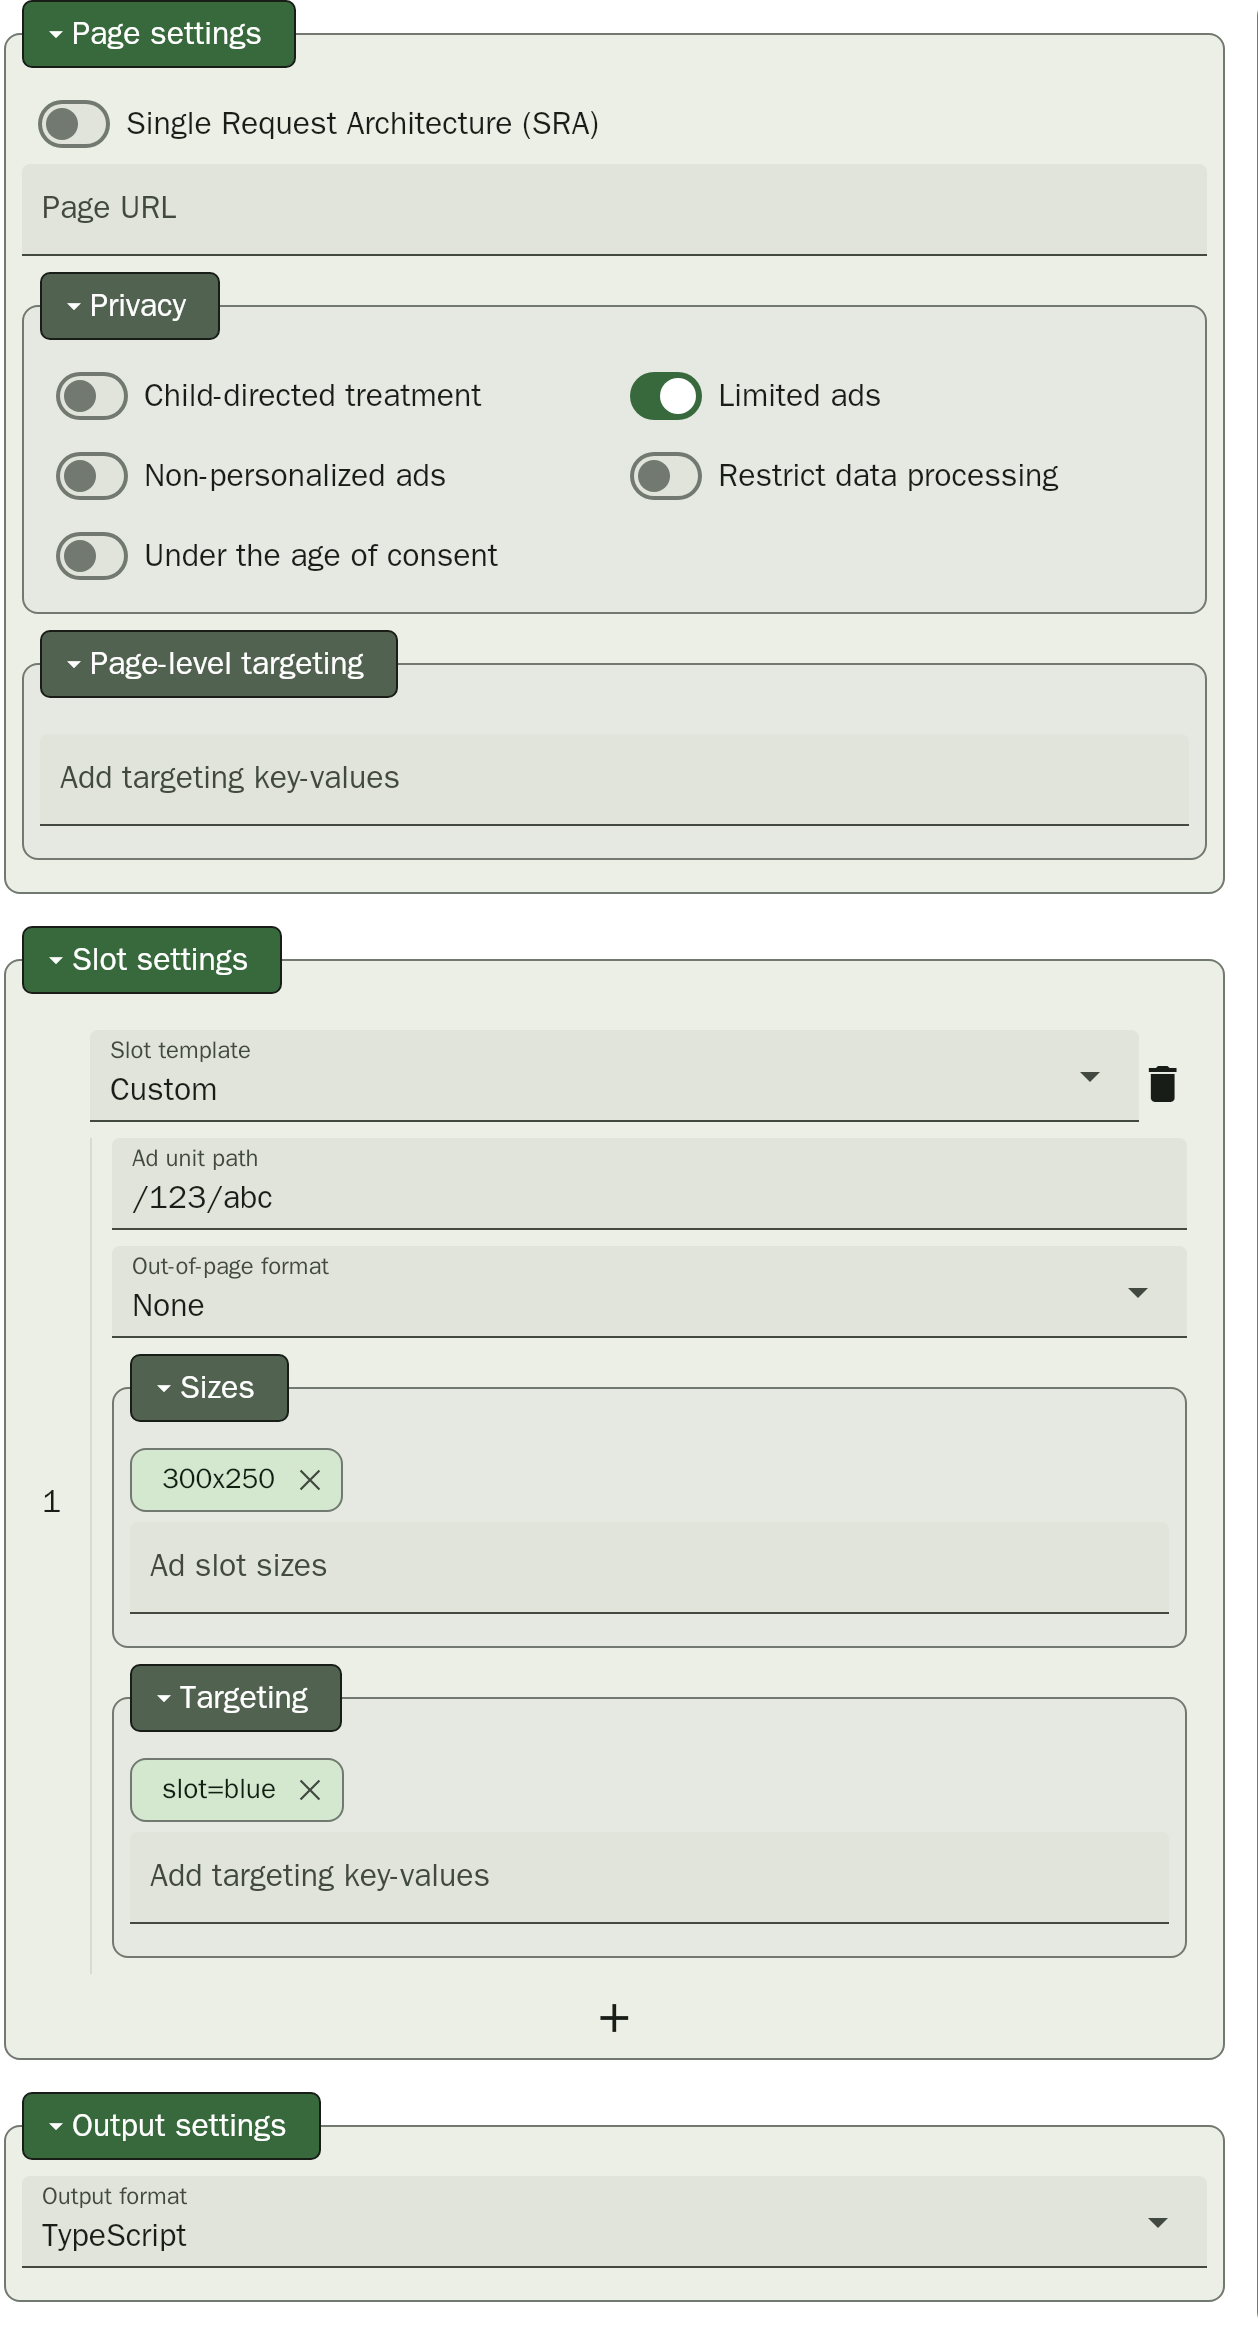 Page settings
Single Request Architecture (SRA)
Page URL
Privacy
Child-directed treatment
Limited ads
Non-personalized ads
Restrict data processing
Under the age of consent
Page-level targeting
Add targeting key-values
Slot settings
Slot template
Custom
Ad unit path
/123/abc
Out-of-page format
None
Sizes
300x250
1
Ad slot sizes
Targeting
slot=blue
Add targeting key-values
+
Output settings
Output format
TypeScript